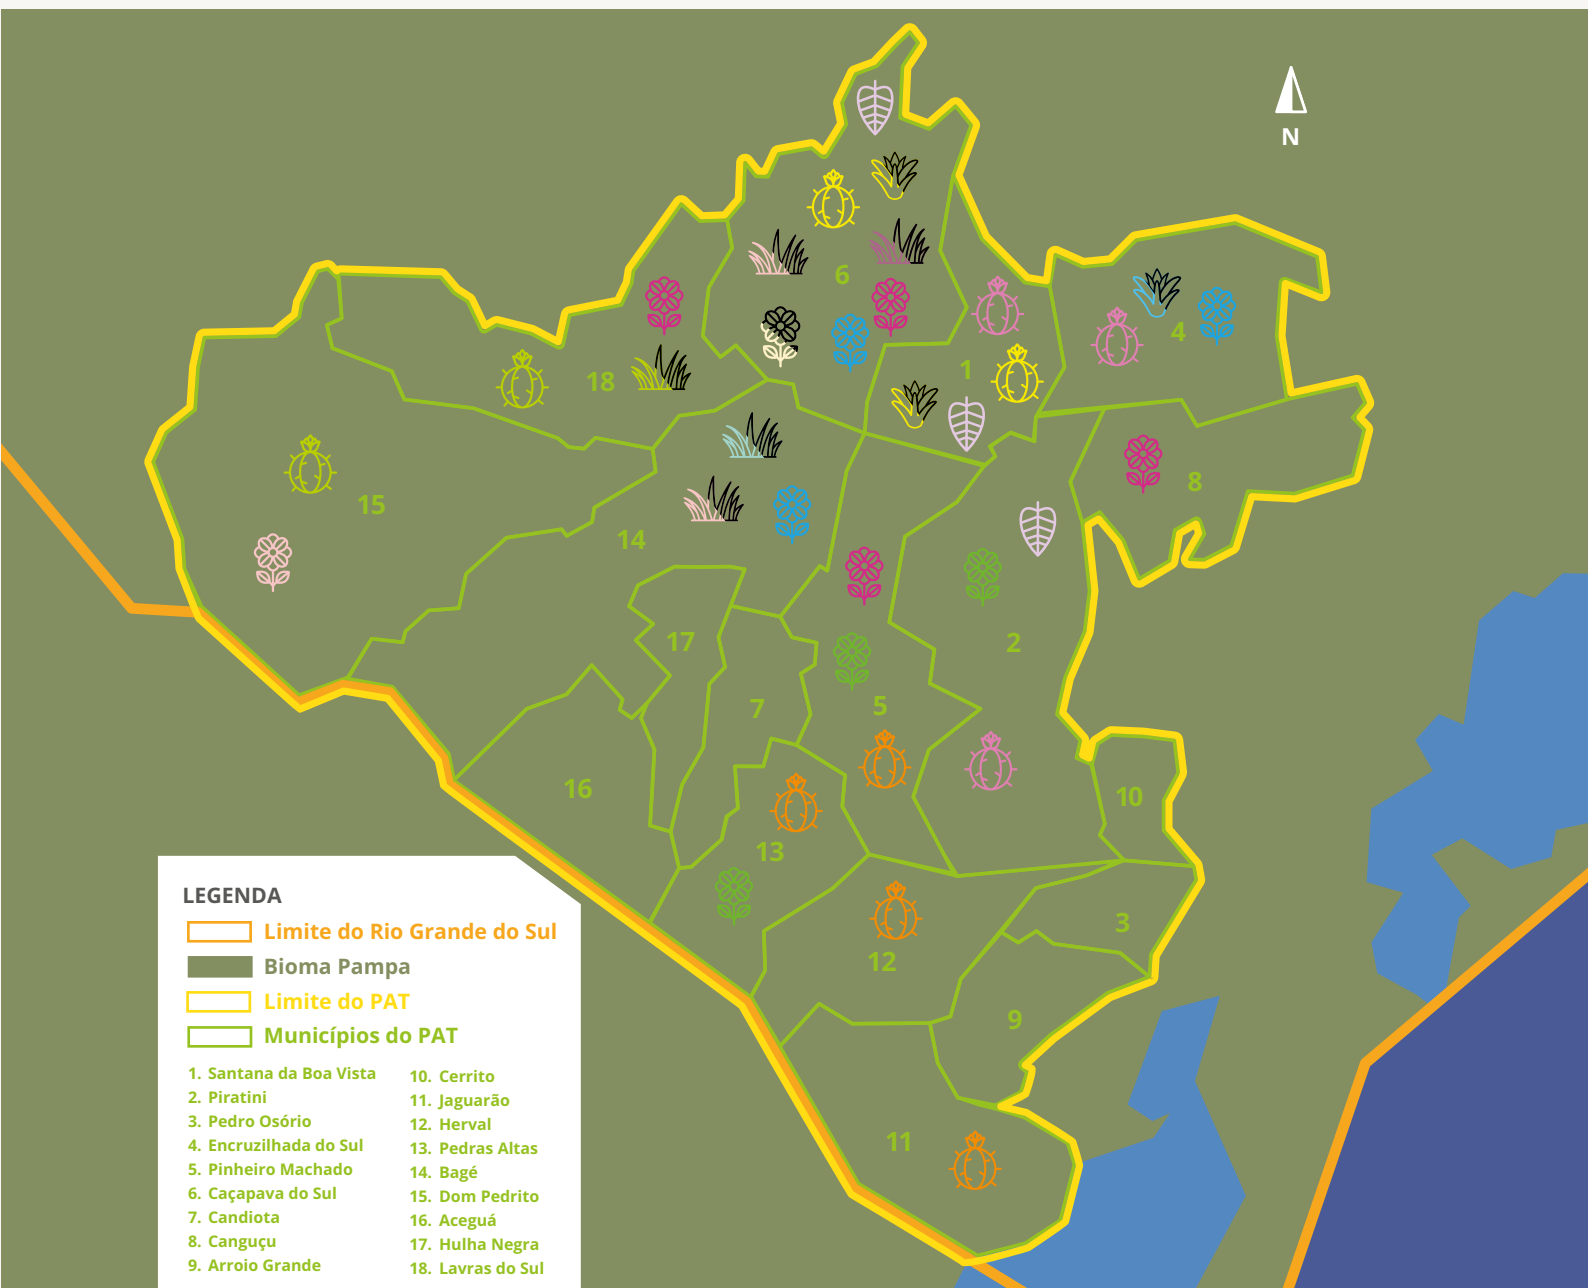 N
6
4
1
18
8
15
14
17
2
7
5
16
10
13
3
12
9
11
LEGENDA
Limite do Rio Grande do Sul
Bioma Pampa
Limite do PAT
Municípios do PAT
1. Santana da Boa Vista
2. Piratini
3. Pedro Osório
4. Encruzilhada do Sul
5. Pinheiro Machado
6. Caçapava do Sul
7. Candiota
8. Canguçu
9. Arroio Grande
10. Cerrito
11. Jaguarão
12. Herval
13. Pedras Altas
14. Bagé
15. Dom Pedrito
16. Aceguá
17. Hulha Negra
18. Lavras do Sul